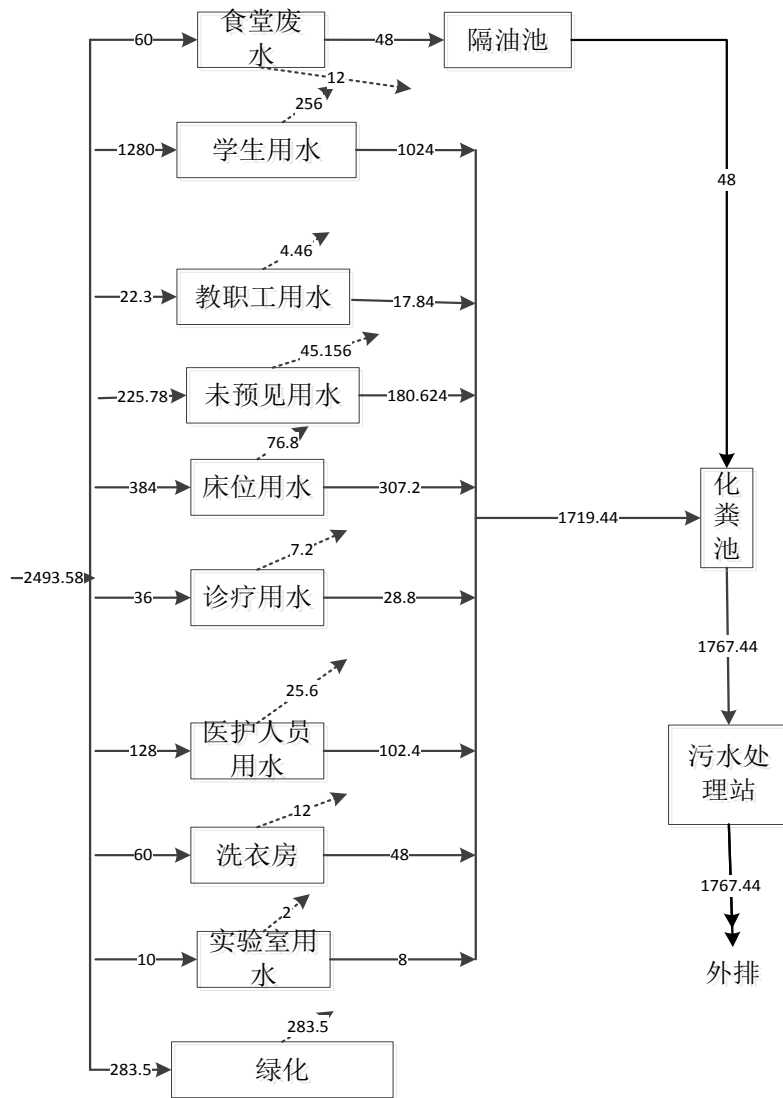 60
食堂废
水
48
隔油池
12
256
1280
学生用水
1024
48
4.46
22.3
教职工用水
17.84
45.156
225.78
未预见用水
180.624
76.8
384
床位用水
307.2
化
粪
池
1719.44
7.2
2493.58
36
诊疗用水
28.8
1767.44
25.6
128
医护人员
用水
102.4
污水处
理站
12
60
洗衣房
48
1767.44
2
10
实验室用
水
8
外排
283.5
283.5
绿化